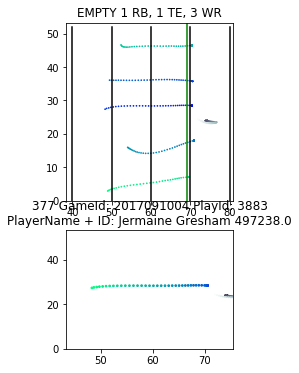 EMPTY 1 RB, 1 TE, 3 WR
50
40
30
20
10
0
40 50 60 70 80
377 GameId: 2017091004 PlayId: 3883
PlayerName + ID: Jermaine Gresham 497238.0
40
20
0
50 60 70